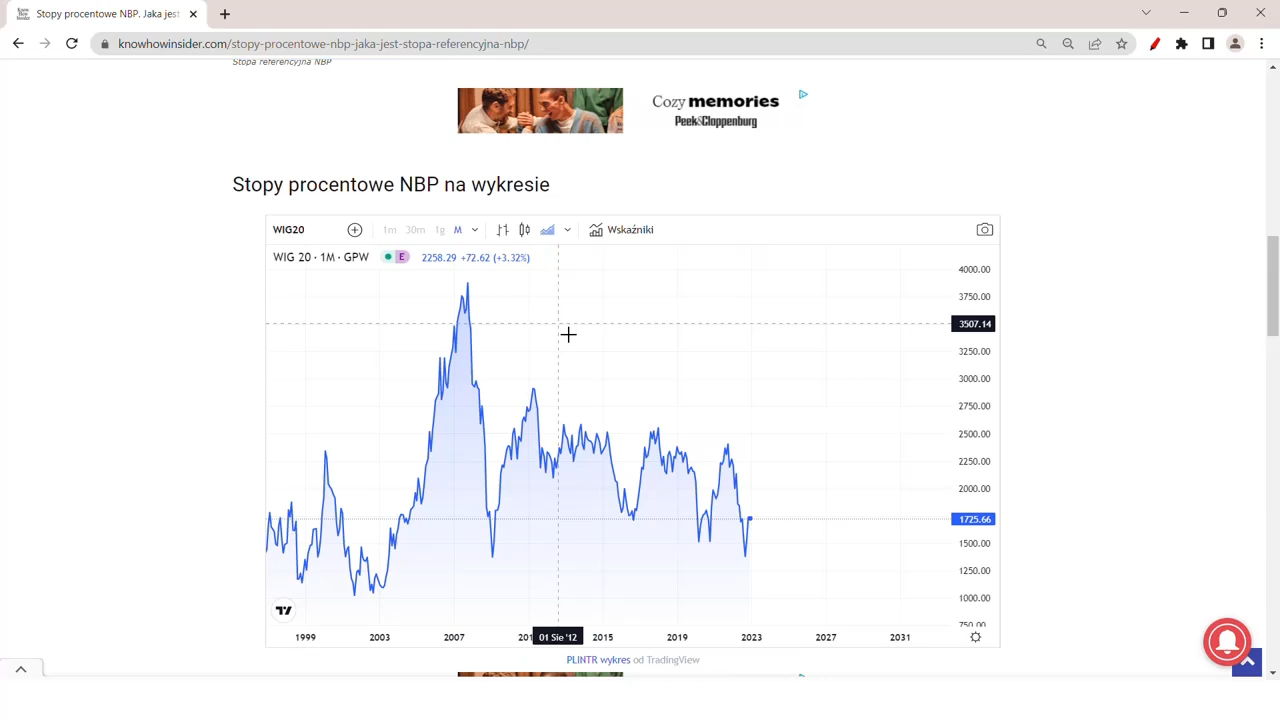 Stopy procentowe NBP. Jaka jest
knowhowinsider.com/stopy-procentowe-nbp-jaka-jest-stopa-referencyjna-nbp/
Stopa referencyjna NBP
Cozy memories
Peek&Cloppenburg
Stopy procentowe NBP na wykresie
WIG20 1m 30m 1g M Wskaźniki
WIG 20 · 1M · GPW E 2258.29 +72.62 (+3.32%)
4000.00
3750.00
3507.14
3250.00
3000.00
2750.00
2500.00
2250.00
2000.00
1725.66
1500.00
1250.00
1000.00
750.00
1999 2003 2007 201 01 Sie '12 2015 2019 2023 2027 2031
PLINTR wykres od TradingView